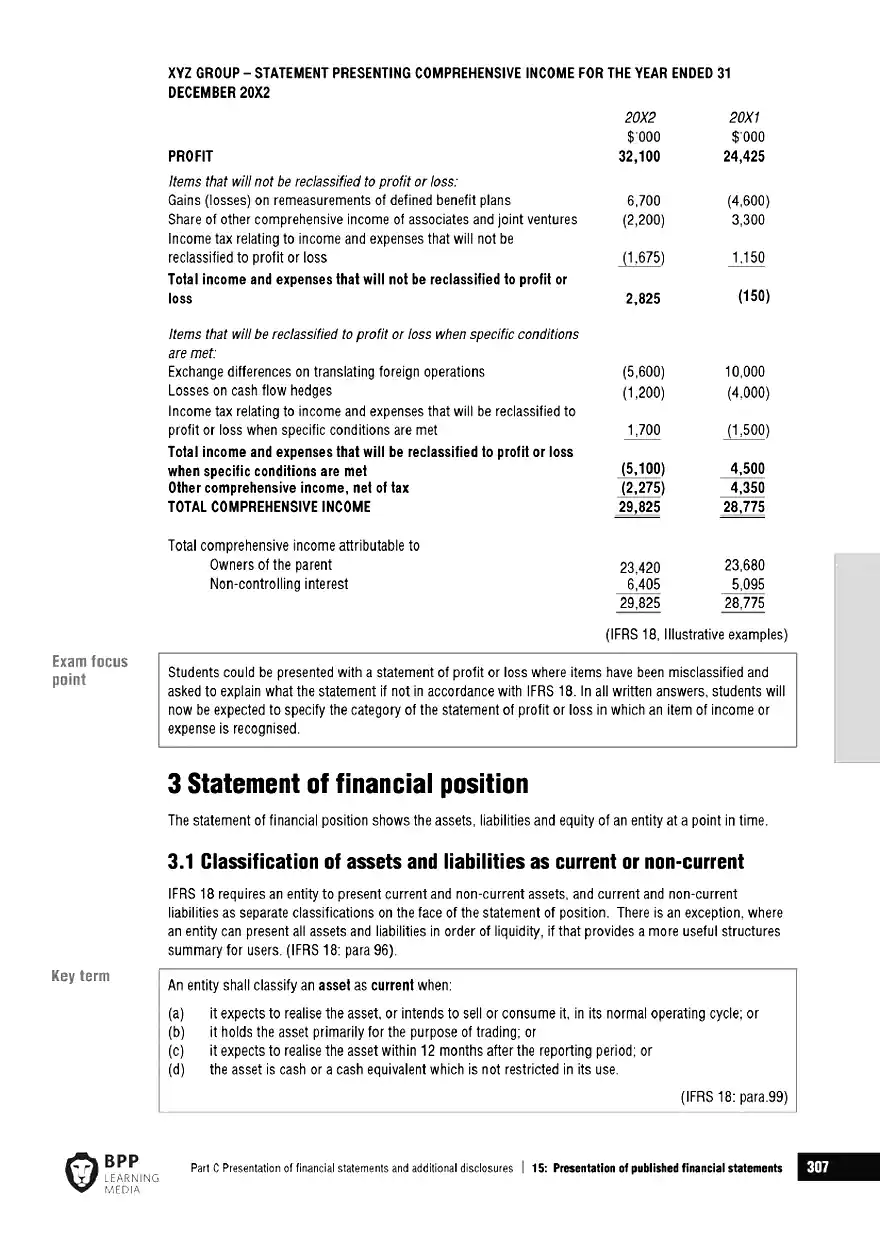 XYZ GROUP – STATEMENT PRESENTING COMPREHENSIVE INCOME FOR THE YEAR ENDED 31
DECEMBER 20X2
20X2 20X1
$'000 $'000
PROFIT 32,100 24,425
Items that will not be reclassified to profit or loss:
Gains (losses) on remeasurements of defined benefit plans 6,700 (4,600)
Share of other comprehensive income of associates and joint ventures (2,200) 3,300
Income tax relating to income and expenses that will not be
reclassified to profit or loss (1,675) 1,150
Total income and expenses that will not be reclassified to profit or
loss 2,825 (150)
Items that will be reclassified to profit or loss when specific conditions
are met:
Exchange differences on translating foreign operations (5,600) 10,000
Losses on cash flow hedges (1,200) (4,000)
Income tax relating to income and expenses that will be reclassified to
profit or loss when specific conditions are met 1,700 (1,500)
Total income and expenses that will be reclassified to profit or loss
when specific conditions are met (5,100) 4,500
Other comprehensive income, net of tax (2,275) 4,350
TOTAL COMPREHENSIVE INCOME 29,825 28,775
Total comprehensive income attributable to
Owners of the parent 23,420 23,680
Non-controlling interest 6,405 5,095
29,825 28,775
(IFRS 18, Illustrative examples)
Exam focus
point
Students could be presented with a statement of profit or loss where items have been misclassified and
asked to explain what the statement if not in accordance with IFRS 18. In all written answers, students will
now be expected to specify the category of the statement of profit or loss in which an item of income or
expense is recognised.
3 Statement of financial position
The statement of financial position shows the assets, liabilities and equity of an entity at a point in time.
3.1 Classification of assets and liabilities as current or non-current
IFRS 18 requires an entity to present current and non-current assets, and current and non-current
liabilities as separate classifications on the face of the statement of position. There is an exception, where
an entity can present all assets and liabilities in order of liquidity, if that provides a more useful structures
summary for users. (IFRS 18: para 96).
Key term
An entity shall classify an asset as current when:
(a) it expects to realise the asset, or intends to sell or consume it, in its normal operating cycle; or
(b) it holds the asset primarily for the purpose of trading; or
(c) it expects to realise the asset within 12 months after the reporting period; or
(d) the asset is cash or a cash equivalent which is not restricted in its use.
(IFRS 18: para.99)
BPP
LEARNING
MEDIA
Part C Presentation of financial statements and additional disclosures | 15: Presentation of published financial statements 307